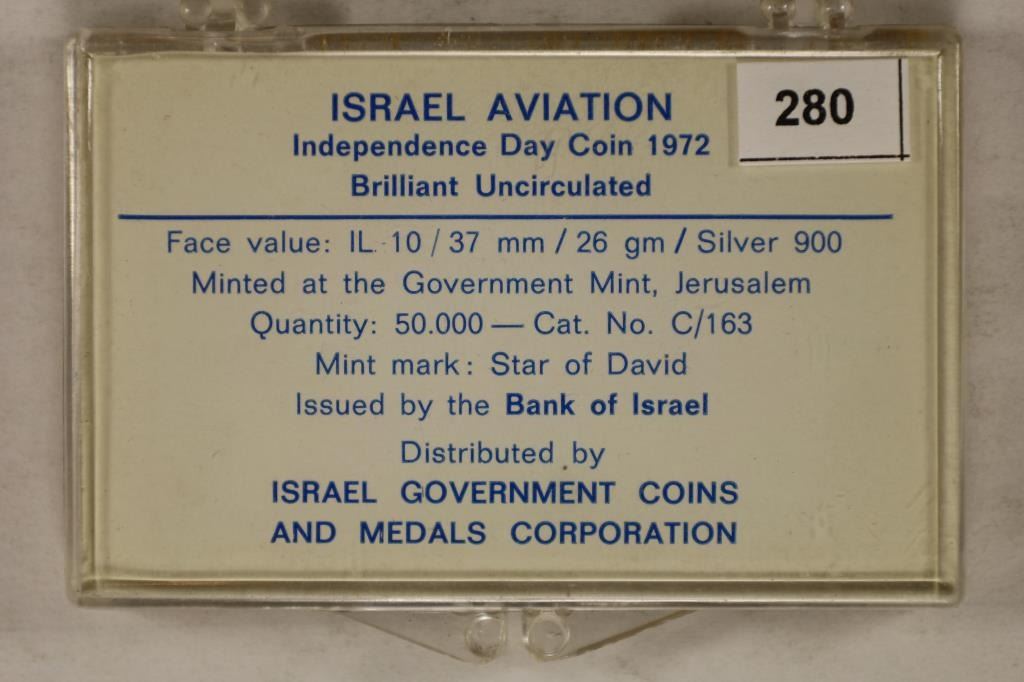 ISRAEL AVIATION
280
Independence Day Coin 1972
Brilliant Uncirculated
Face value: IL 10 / 37 mm / 26 gm / Silver 900
Minted at the Government Mint, Jerusalem
Quantity: 50.000 — Cat. No. C/163
Mint mark: Star of David
Issued by the Bank of Israel
Distributed by
ISRAEL GOVERNMENT COINS
AND MEDALS CORPORATION